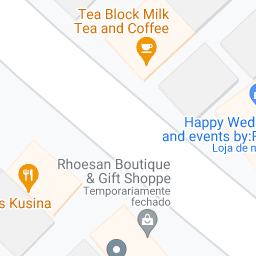 Tea Block Milk
Tea and Coffee
Happy Wed
and events by:
Loja de
Rhoesan Boutique
& Gift Shoppe
Temporariamente
fechado
s Kusina